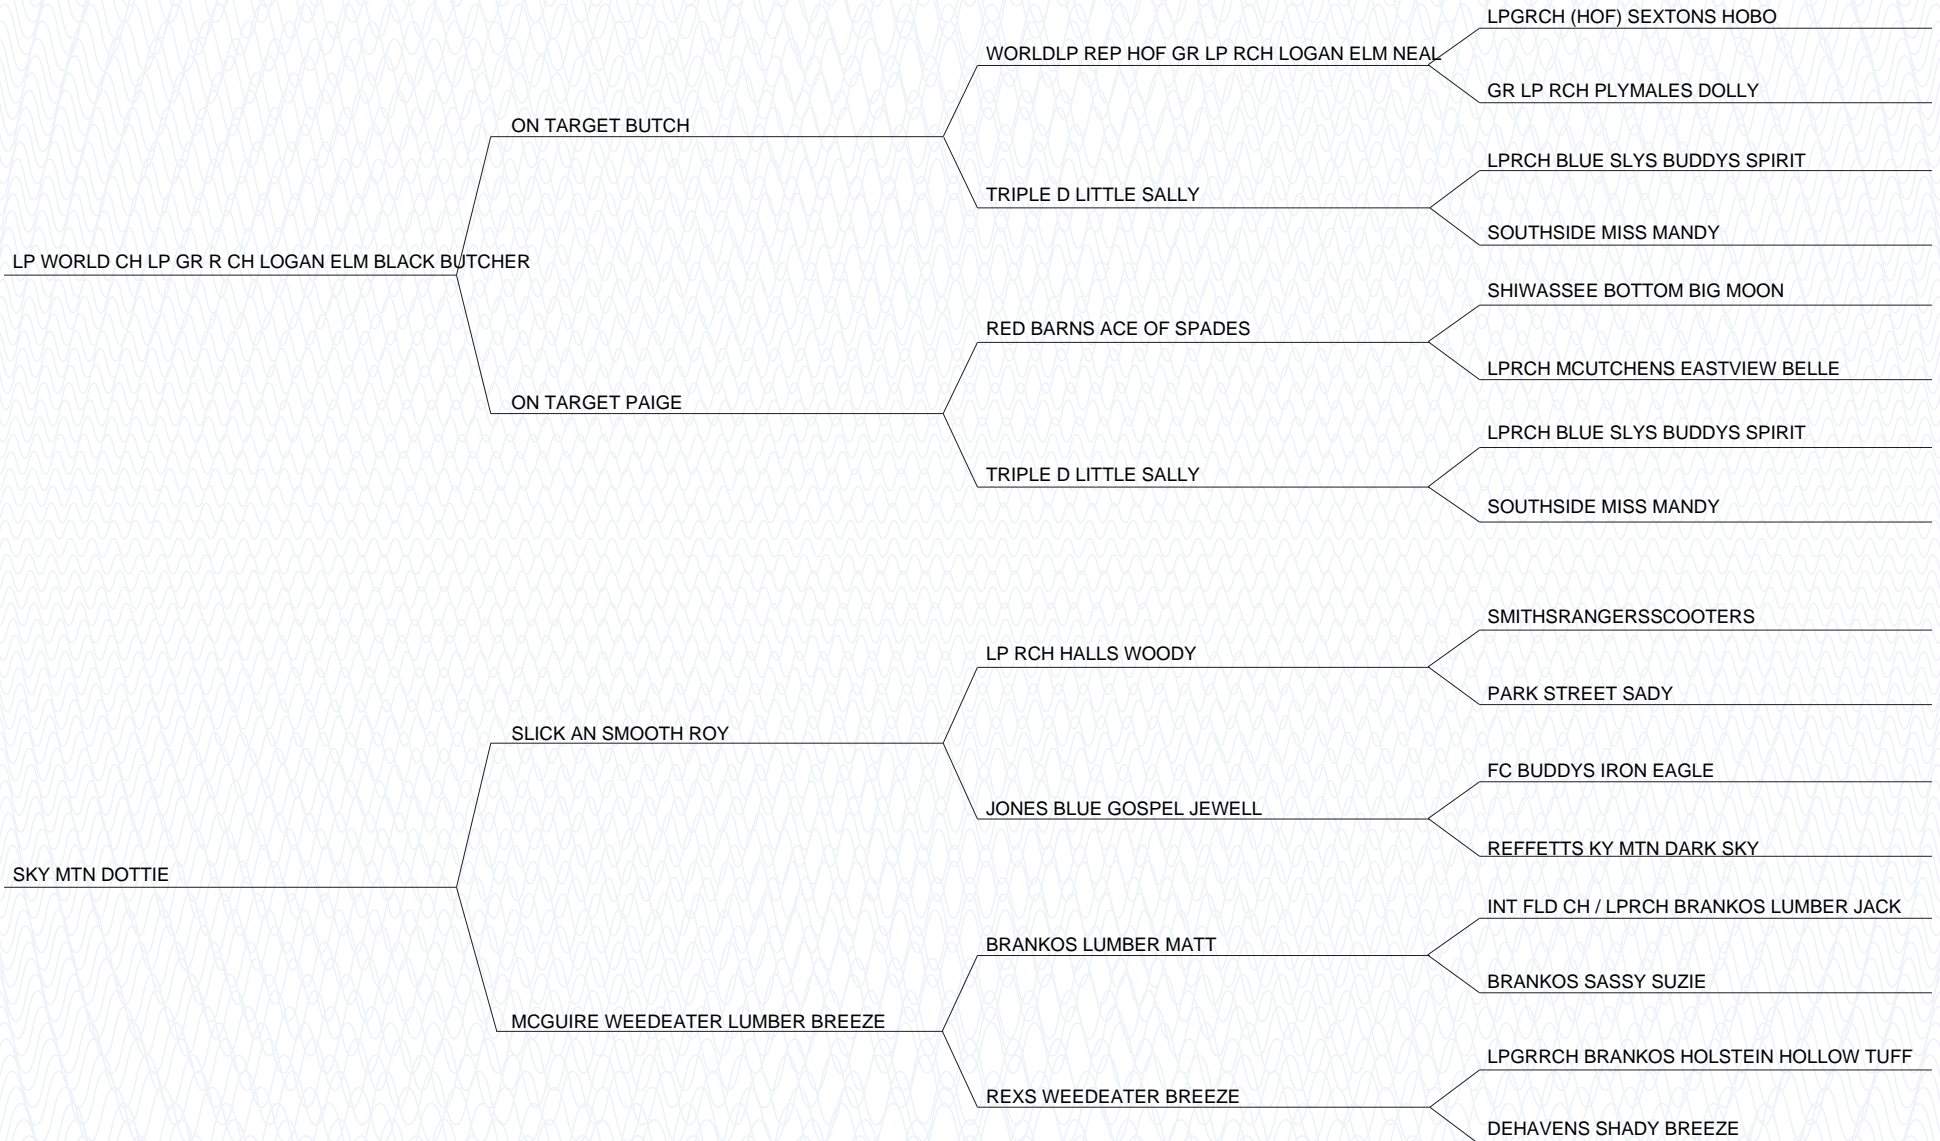 LPGRCH (HOF) SEXTONS HOBO
WORLDLP REP HOF GR LP RCH LOGAN ELM NEAL
GR LP RCH PLYMALES DOLLY
ON TARGET BUTCH
LPRCH BLUE SLYS BUDDYS SPIRIT
TRIPLE D LITTLE SALLY
SOUTHSIDE MISS MANDY
LP WORLD CH LP GR R CH LOGAN ELM BLACK BUTCHER
SHIWASSEE BOTTOM BIG MOON
RED BARNS ACE OF SPADES
LPRCH MCUTCHENS EASTVIEW BELLE
ON TARGET PAIGE
LPRCH BLUE SLYS BUDDYS SPIRIT
TRIPLE D LITTLE SALLY
SOUTHSIDE MISS MANDY
SMITHSRANGERSSCOOTERS
LP RCH HALLS WOODY
PARK STREET SADY
SLICK AN SMOOTH ROY
FC BUDDYS IRON EAGLE
JONES BLUE GOSPEL JEWELL
REFFETTS KY MTN DARK SKY
SKY MTN DOTTIE
INT FLD CH / LPRCH BRANKOS LUMBER JACK
BRANKOS LUMBER MATT
BRANKOS SASSY SUZIE
MCGUIRE WEEDEATER LUMBER BREEZE
LPGRRCH BRANKOS HOLSTEIN HOLLOW TUFF
REXS WEEDEATER BREEZE
DEHAVENS SHADY BREEZE